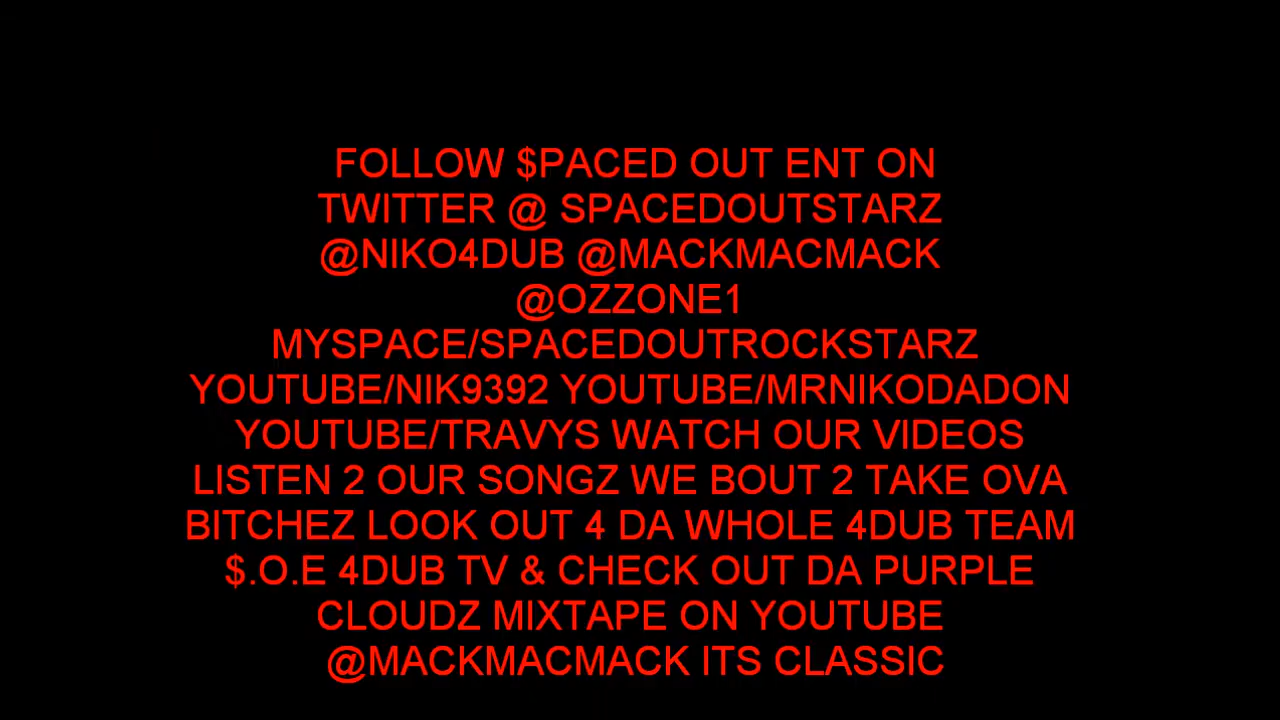 FOLLOW $PACED OUT ENT ON
TWITTER @ SPACEDOUTSTARZ
@NIKO4DUB @MACKMACMACK
@OZZONE1
MYSPACE/SPACEDOUTROCKSTARZ
YOUTUBE/NIK9392 YOUTUBE/MRNIKODADON
YOUTUBE/TRAVYS WATCH OUR VIDEOS
LISTEN 2 OUR SONGZ WE BOUT 2 TAKE OVA
BITCHEZ LOOK OUT 4 DA WHOLE 4DUB TEAM
$.O.E 4DUB TV & CHECK OUT DA PURPLE
CLOUDZ MIXTAPE ON YOUTUBE
@MACKMACMACK ITS CLASSIC